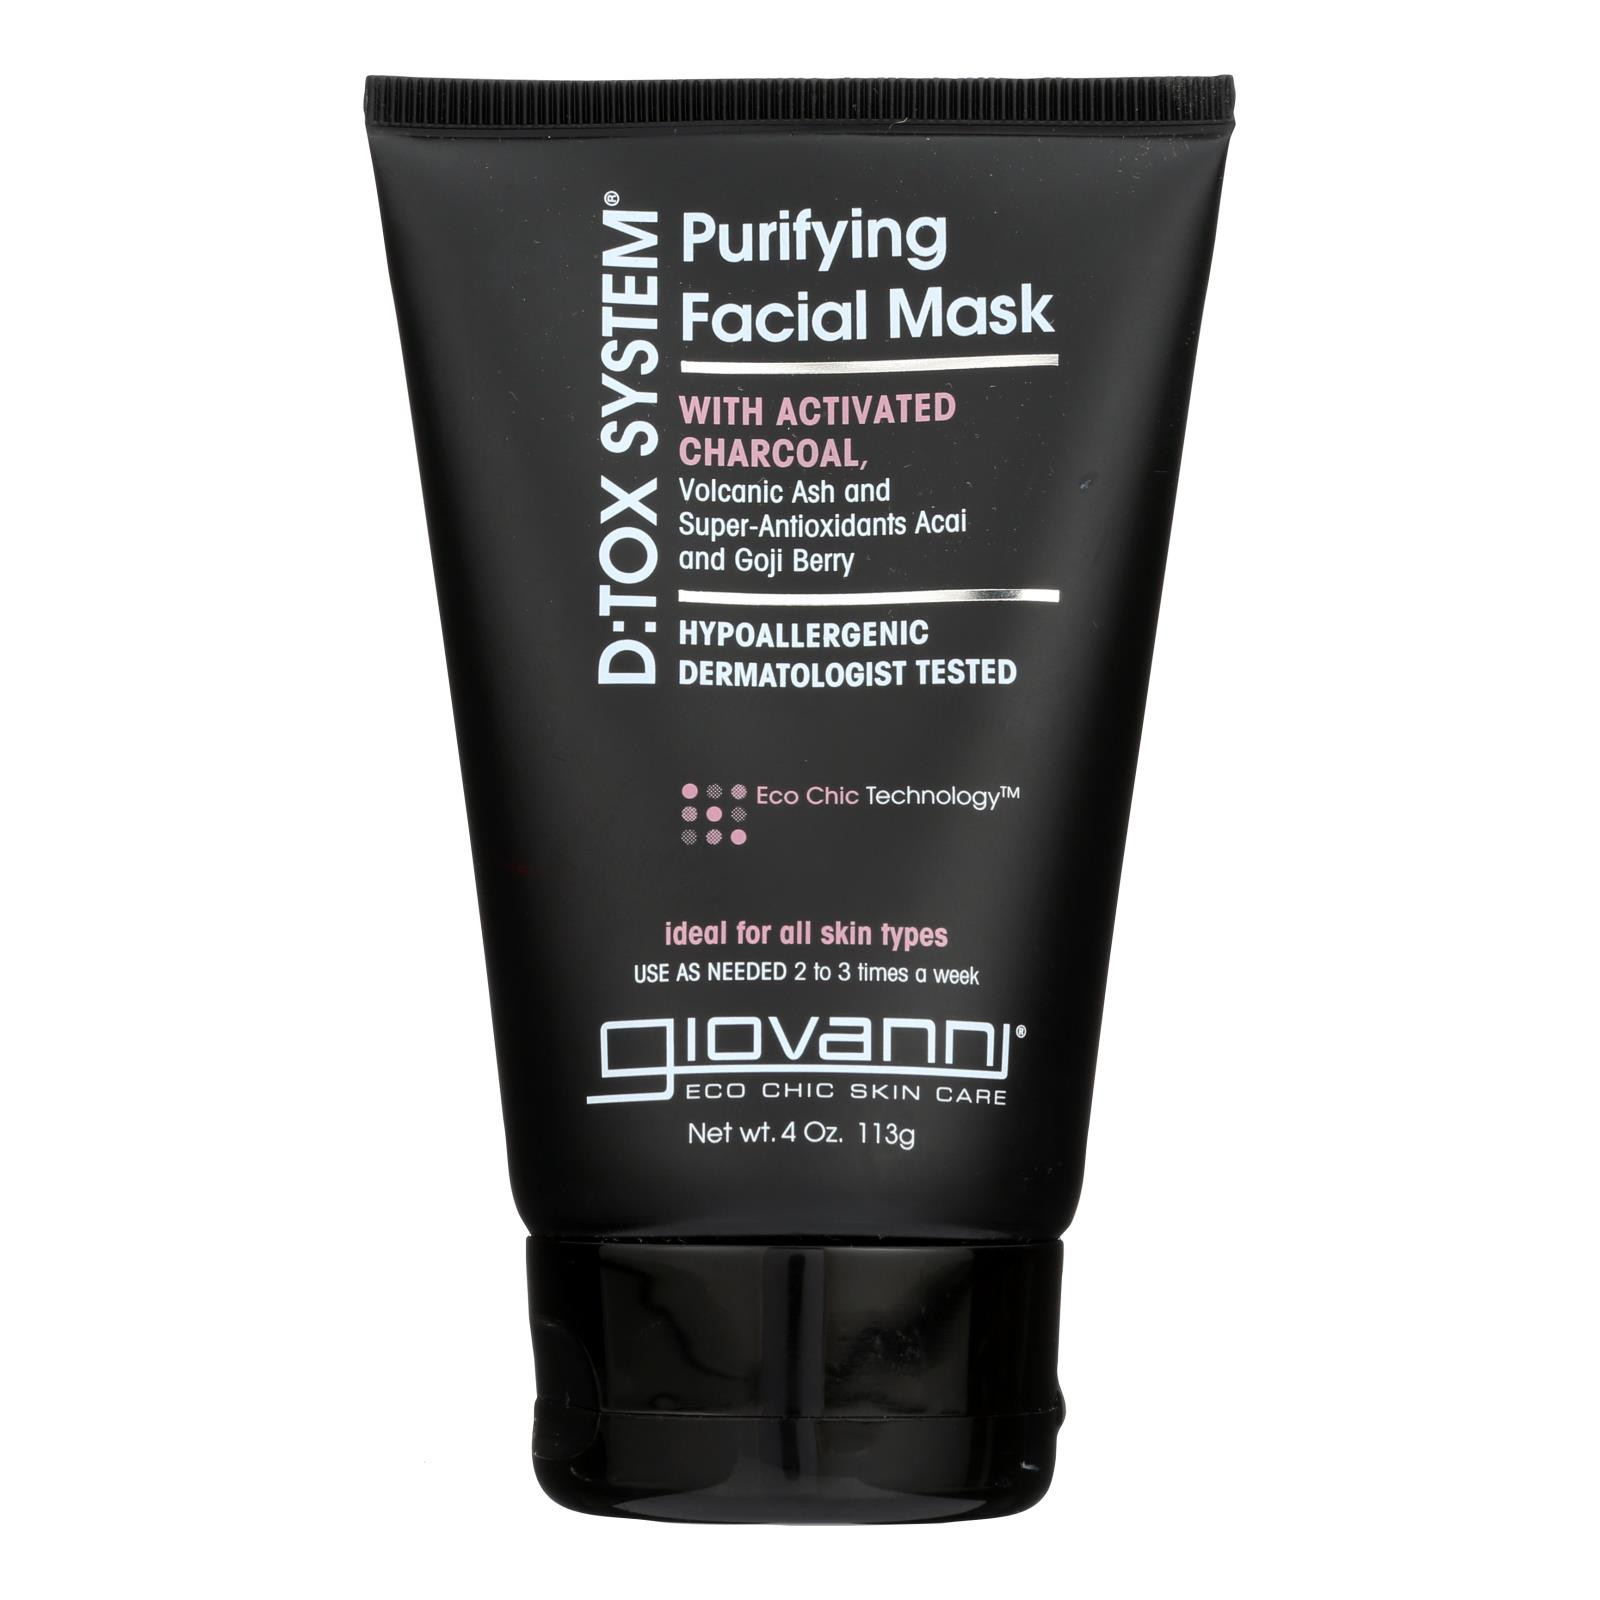 D:TOX SYSTEM®
Purifying
Facial Mask
WITH ACTIVATED
CHARCOAL,
Volcanic Ash and
Super-Antioxidants Acai
and Goji Berry
HYPOALLERGENIC
DERMATOLOGIST TESTED
Eco Chic Technology™
ideal for all skin types
USE AS NEEDED 2 to 3 times a week
giovanni®
ECO CHIC SKIN CARE
Net wt. 4 Oz. 113g